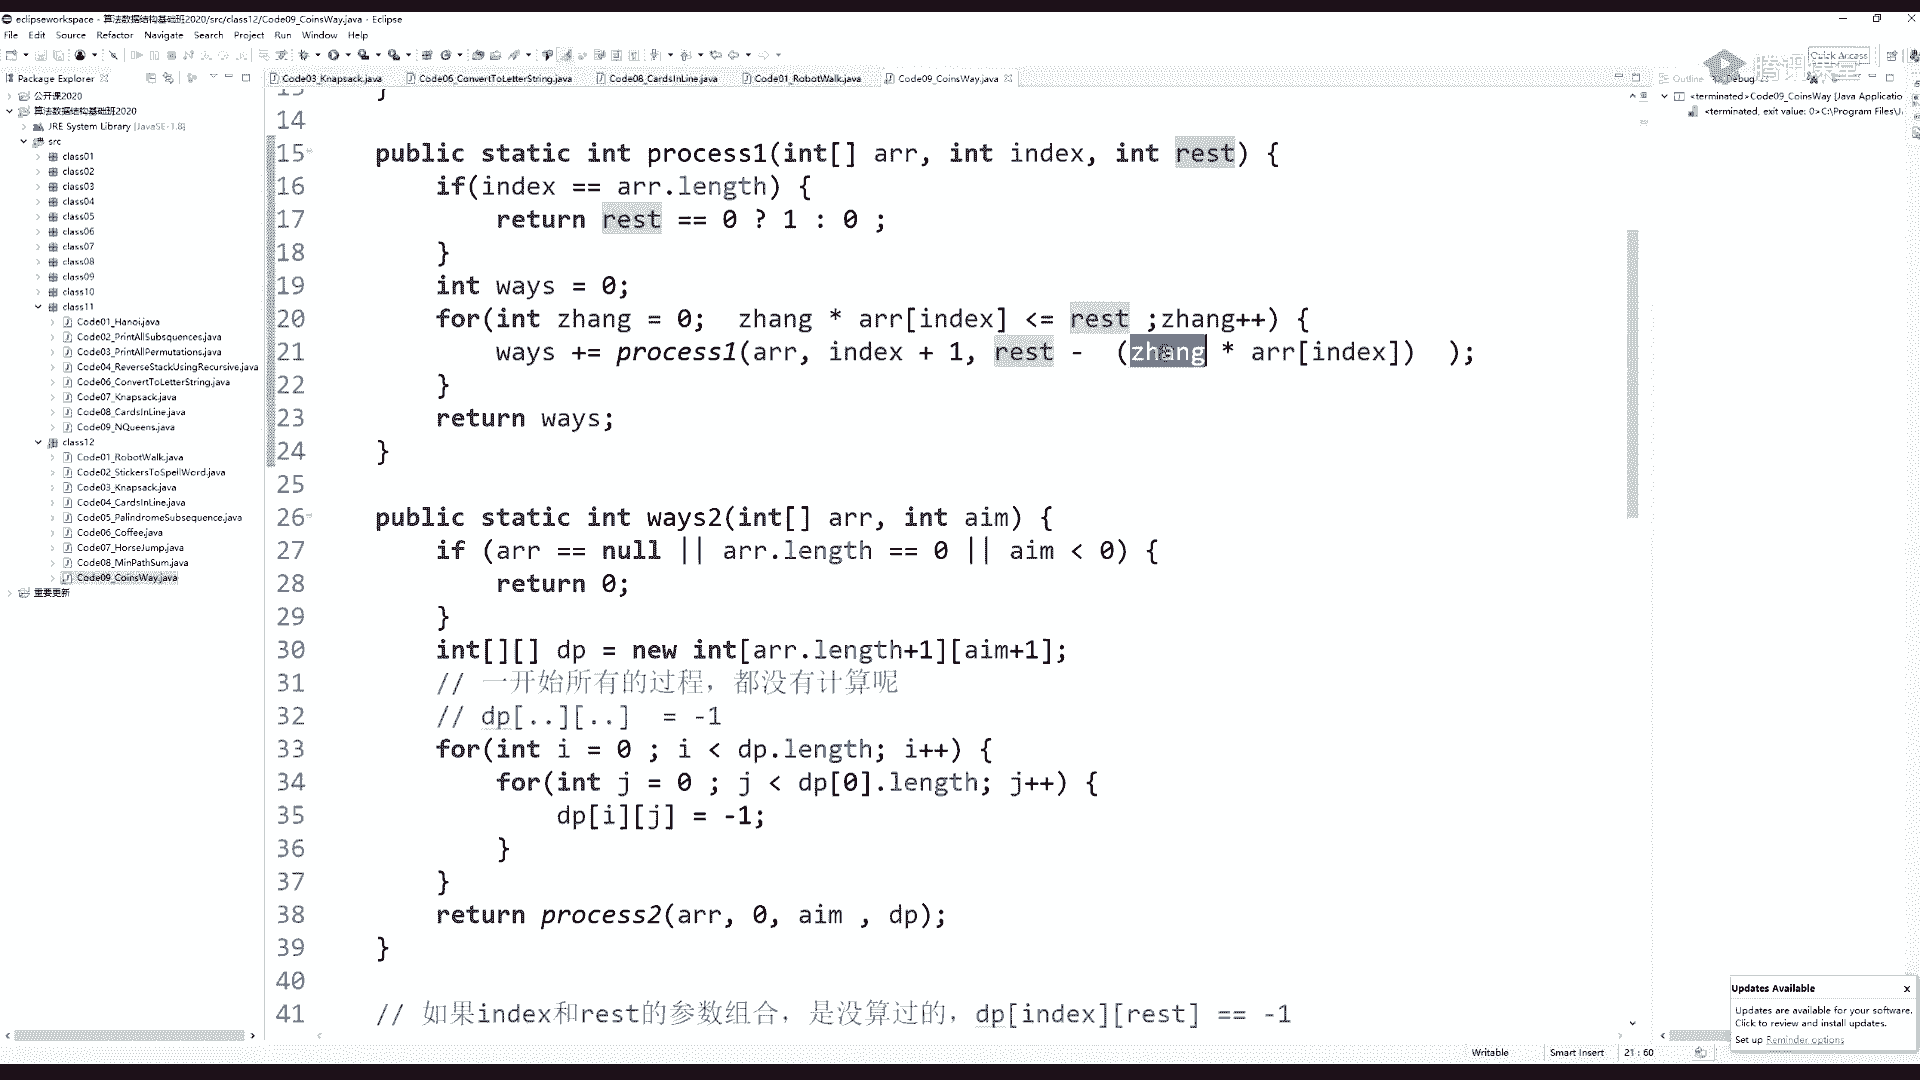 eclipseworkspace - 算法数据结构基础班2020/src/class12/Code09_CoinsWay.java - Eclipse
File Edit Source Refactor Navigate Search Project Run Window Help
Quick Access
腾讯课堂
Package Explorer
Code03_Knapsack.java Code06_ConvertToLetterString.java Code08_CardsInLine.java Code01_RobotWalk.java Code09_CoinsWay.java
Outline Debug
公开课2020
算法数据结构基础班2020
JRE System Library [JavaSE-1.8]
src
class01
class02
class03
class04
class05
class06
class07
class08
class09
class10
class11
Code01_Hanoi.java
Code02_PrintAllSubsquences.java
Code03_PrintAllPermutations.java
Code04_ReverseStackUsingRecursive.java
Code06_ConvertToLetterString.java
Code07_Knapsack.java
Code08_CardsInLine.java
Code09_NQueens.java
class12
Code01_RobotWalk.java
Code02_StickersToSpellWord.java
Code03_Knapsack.java
Code04_CardsInLine.java
Code05_PalindromeSubsequence.java
Code06_Coffee.java
Code07_HorseJump.java
Code08_MinPathSum.java
Code09_CoinsWay.java
重要更新
13 }
14
15 public static int process1(int[] arr, int index, int rest) {
16 if(index == arr.length) {
17 return rest == 0 ? 1 : 0 ;
18 }
19 int ways = 0;
20 for(int zhang = 0; zhang * arr[index] <= rest ;zhang++) {
21 ways += process1(arr, index + 1, rest - (zhang * arr[index]) );
22 }
23 return ways;
24 }
25
26 public static int ways2(int[] arr, int aim) {
27 if (arr == null || arr.length == 0 || aim < 0) {
28 return 0;
29 }
30 int[][] dp = new int[arr.length+1][aim+1];
31 // 一开始所有的过程，都没有计算呢
32 // dp[..][..] = -1
33 for(int i = 0 ; i < dp.length; i++) {
34 for(int j = 0 ; j < dp[0].length; j++) {
35 dp[i][j] = -1;
36 }
37 }
38 return process2(arr, 0, aim , dp);
39 }
40
41 // 如果index和rest的参数组合，是没算过的，dp[index][rest] == -1
<terminated>Code09_CoinsWay [Java Applicatio
<terminated, exit value: 0>C:\Program Files\J
Updates Available x
Updates are available for your software.
Click to review and install updates.
Set up Reminder options
Writable Smart Insert 21 : 60